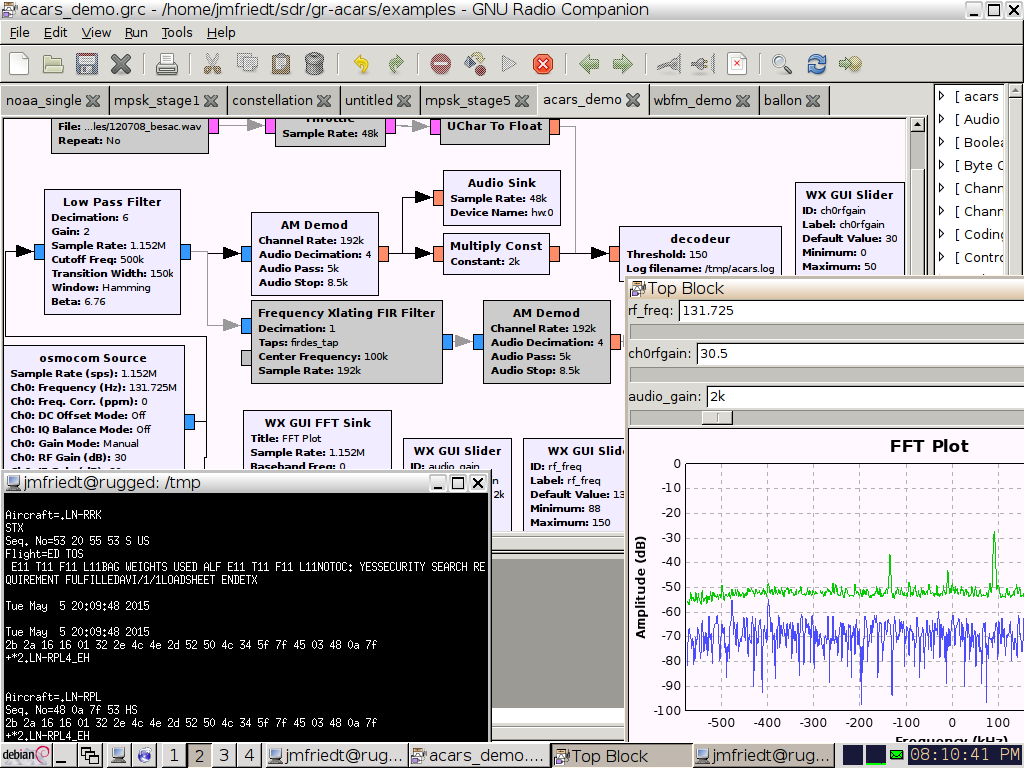 acars_demo.grc - /home/jmfriedt/sdr/gr-acars/examples - GNU Radio Companion
File Edit View Run Tools Help
noaa_single mpsk_stage1 constellation untitled mpsk_stage5 acars_demo wbfm_demo ballon
[ acars
[ Audio
[ Boolea
[ Byte C
[ Chann
[ Chann
[ Coding
[ Contro
File: ...les/120708_besac.wav
Repeat: No
Throttle
Sample Rate: 48k
UChar To Float
Low Pass Filter
Decimation: 6
Gain: 2
Sample Rate: 1.152M
Cutoff Freq: 500k
Transition Width: 150k
Window: Hamming
Beta: 6.76
AM Demod
Channel Rate: 192k
Audio Decimation: 4
Audio Pass: 5k
Audio Stop: 8.5k
Audio Sink
Sample Rate: 48k
Device Name: hw:0
Multiply Const
Constant: 2k
decodeur
Threshold: 150
Log filename: /tmp/acars.log
WX GUI Slider
ID: ch0rfgain
Label: ch0rfgain
Default Value: 30
Minimum: 0
Maximum: 50
Frequency Xlating FIR Filter
Decimation: 1
Taps: firdes_tap
Center Frequency: 100k
Sample Rate: 192k
AM Demod
Channel Rate: 192k
Audio Decimation: 4
Audio Pass: 5k
Audio Stop: 8.5k
osmocom Source
Sample Rate (sps): 1.152M
Ch0: Frequency (Hz): 131.725M
Ch0: Freq. Corr. (ppm): 0
Ch0: DC Offset Mode: Off
Ch0: IQ Balance Mode: Off
Ch0: Gain Mode: Manual
Ch0: RF Gain (dB): 30
WX GUI FFT Sink
Title: FFT Plot
Sample Rate: 1.152M
Baseband Freq: 0
WX GUI Slider
ID: audio_gain
2k
WX GUI Slid
ID: rf_freq
Label: rf_freq
Default Value: 13
Minimum: 88
Maximum: 150
Top Block
rf_freq: 131.725
ch0rfgain: 30.5
audio_gain: 2k
FFT Plot
Amplitude (dB)
0
-10
-20
-30
-40
-50
-60
-70
-80
-90
-100
-500 -400 -300 -200 -100 0 100
Frequency (kHz)
jmfriedt@rugged: /tmp
Aircraft=.LN-RRK
STX
Seq. No=53 20 55 53 S US
Flight=ED TOS
E11 T11 F11 L11BAG WEIGHTS USED ALF E11 T11 F11 L11NOTOC: YESSECURITY SEARCH RE
QUIREMENT FULFILLEDAVI/1/1LOADSHEET ENDETX
Tue May  5 20:09:48 2015
Tue May  5 20:09:48 2015
2b 2a 16 16 01 32 2e 4c 4e 2d 52 50 4c 34 5f 7f 45 03 48 0a 7f
+*2.LN-RPL4_EH
Aircraft=.LN-RPL
Seq. No=48 0a 7f 53 HS
2b 2a 16 16 01 32 2e 4c 4e 2d 52 50 4c 34 5f 7f 45 03 48 0a 7f
+*2.LN-RPL4_EH
debian 1 2 3 4 jmfriedt@rug... acars_demo.... Top Block jmfriedt@rug... 08:10:41 PM